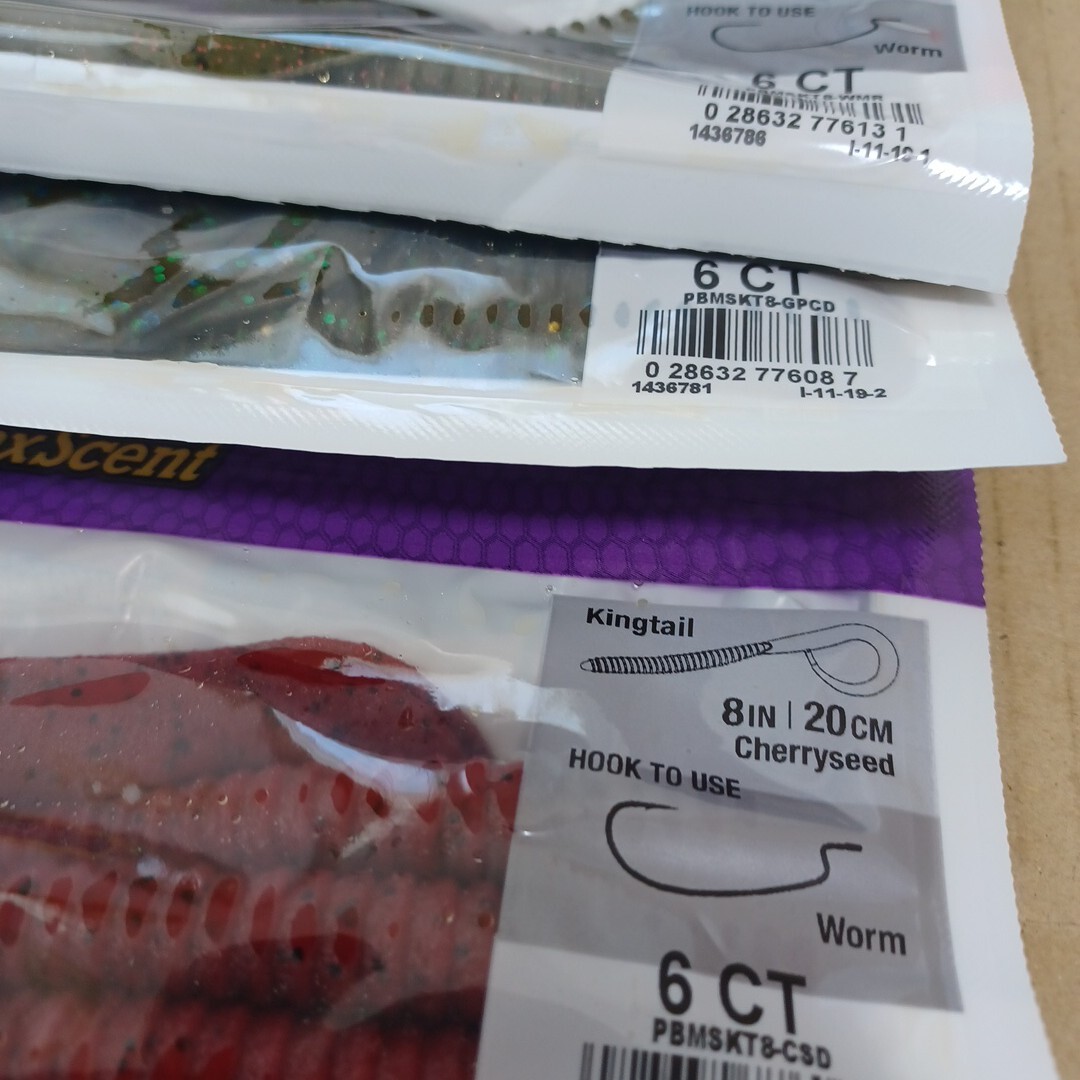 HOOK TO USE
Worm
6 CT
0 28632 77613 1
1436786
6 CT
PBMSKT8-GPCD
0 28632 77608 7
1436781 I-11-19-2
xScent
Kingtail
8IN | 20CM
Cherryseed
HOOK TO USE
Worm
6 CT
PBMSKT8-CSD